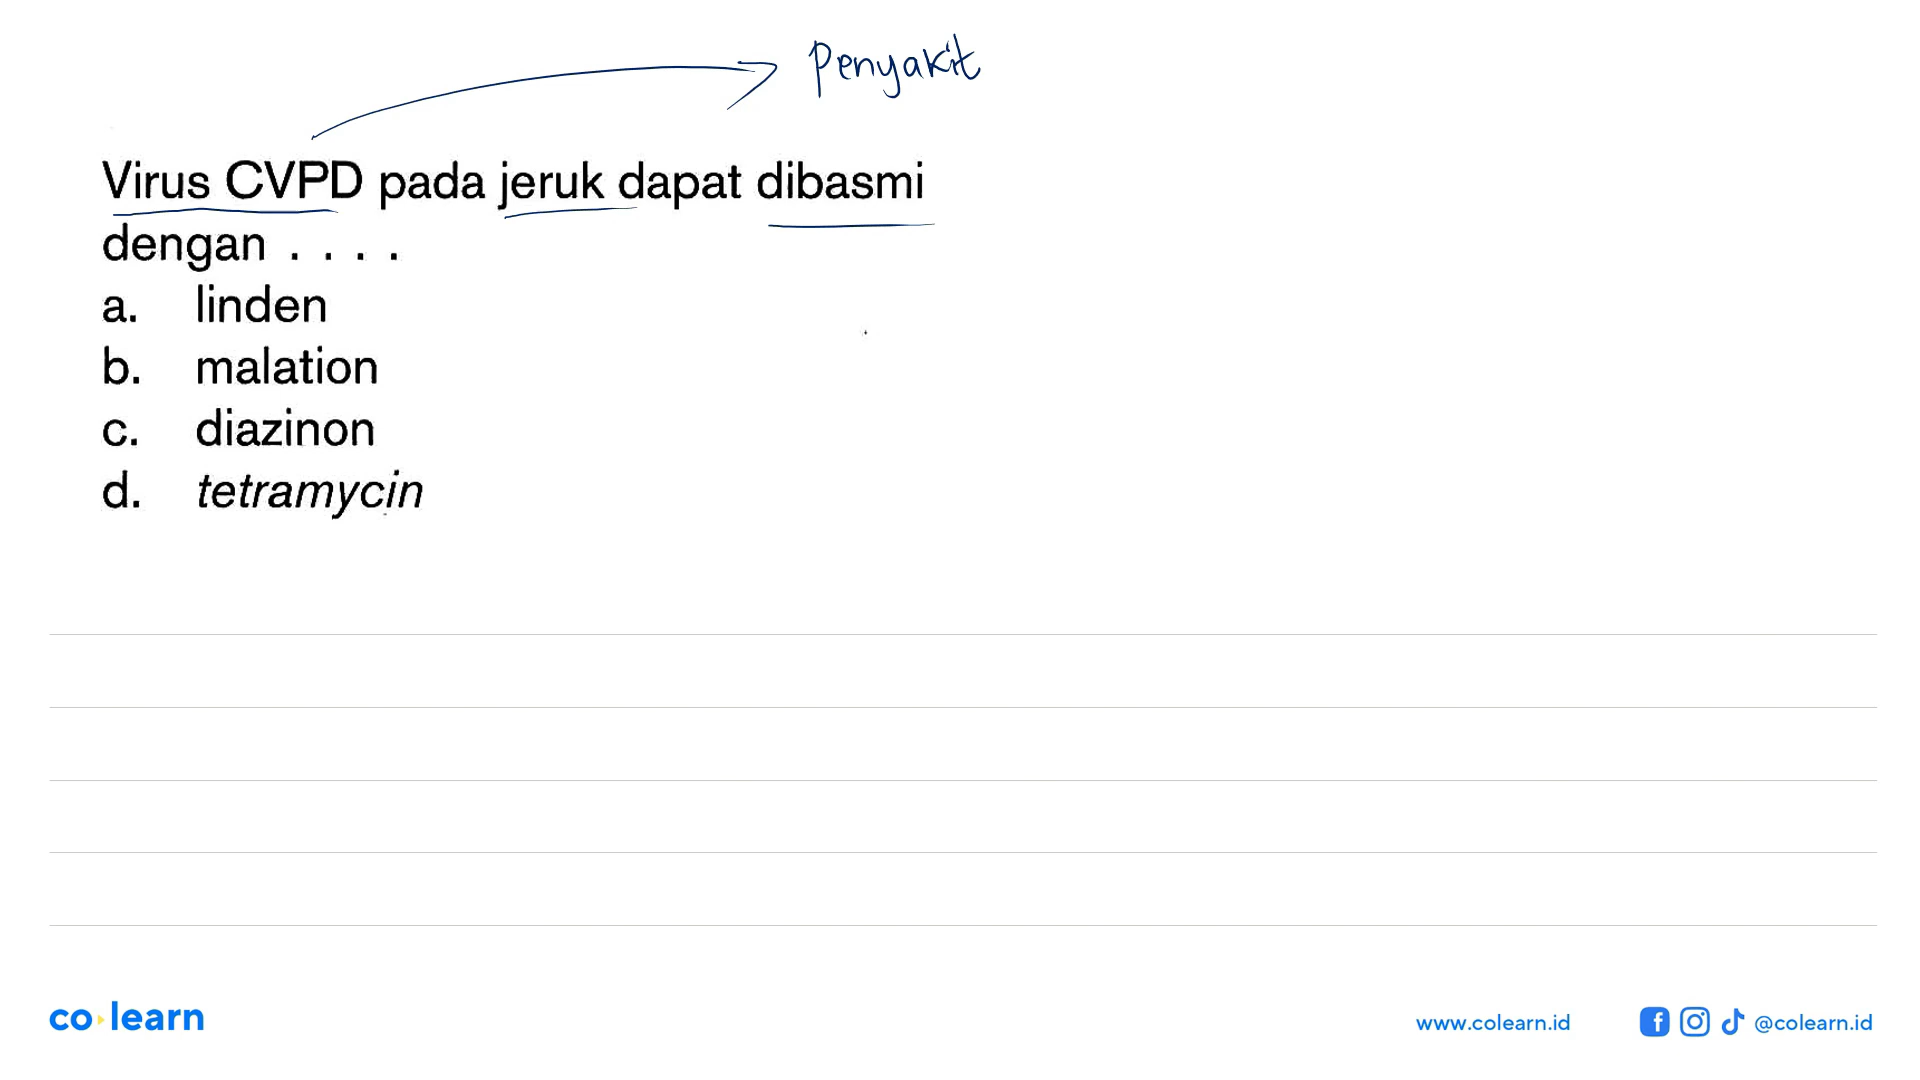 Penyakit
Virus CVPD pada jeruk dapat dibasmi
dengan . . . .
a. linden
b. malation
c. diazinon
d. tetramycin
co learn
www.colearn.id
@colearn.id